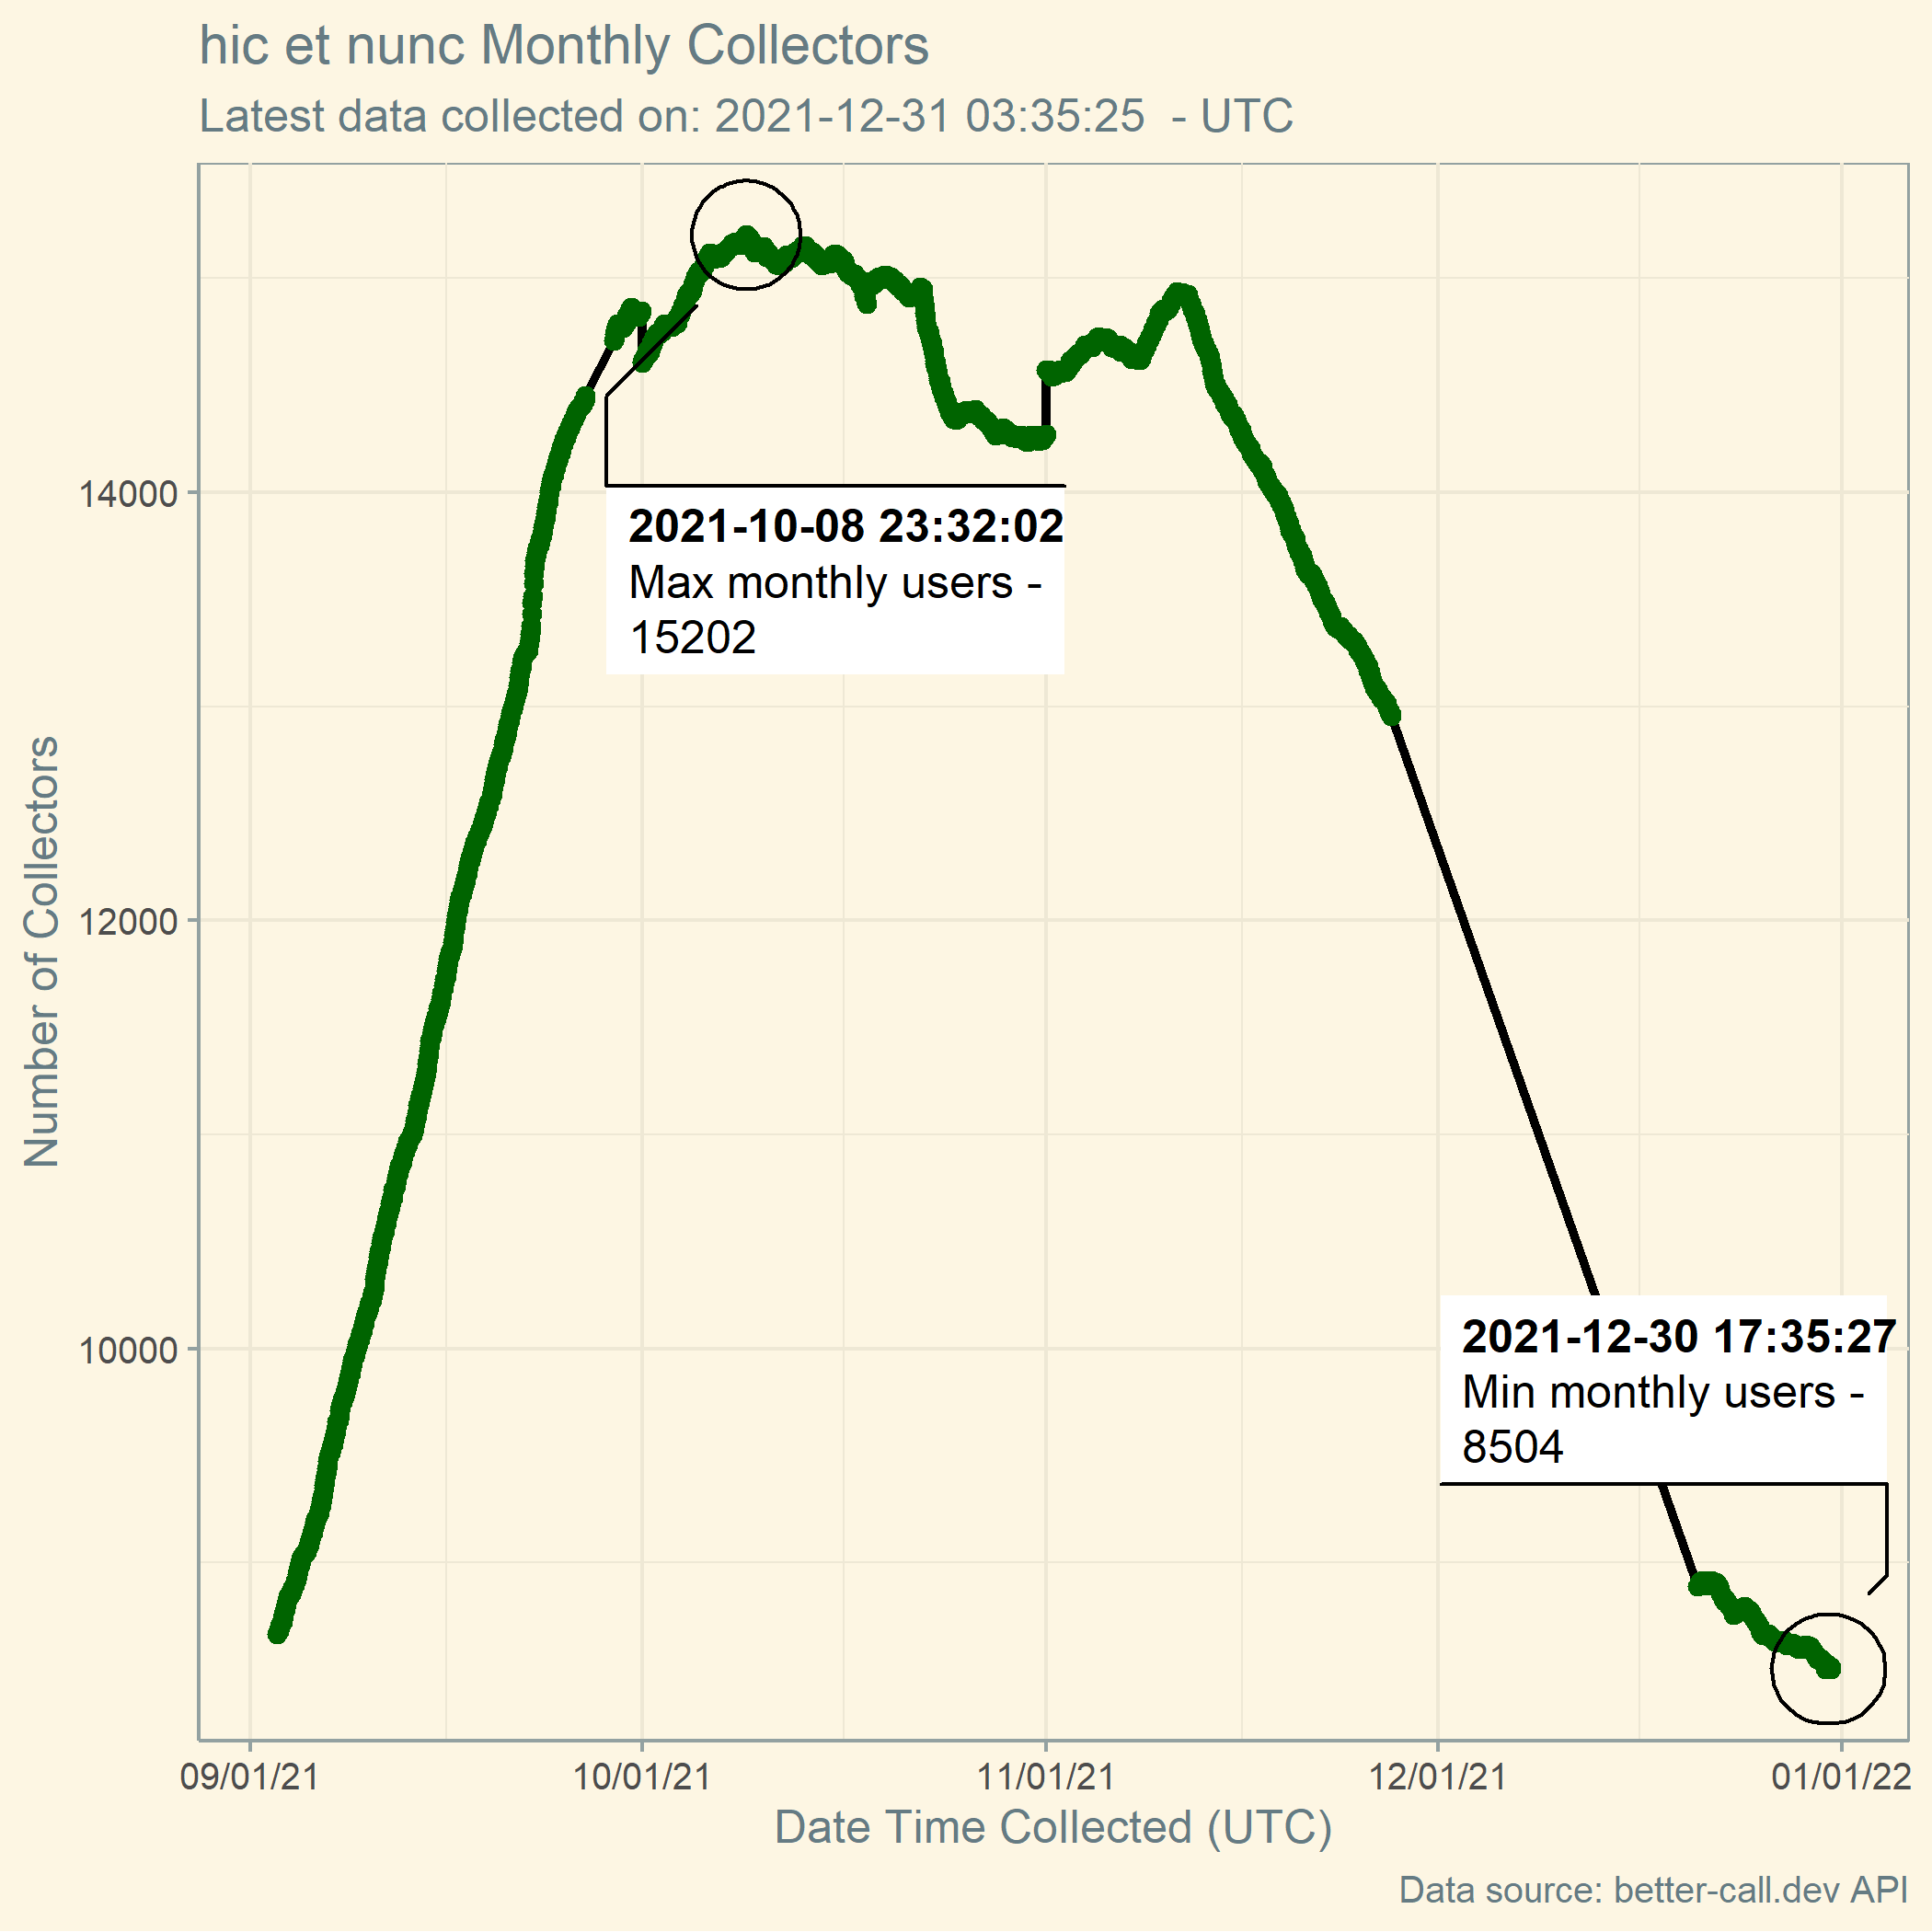 hic et nunc Monthly Collectors
Latest data collected on: 2021-12-31 03:35:25  - UTC
Number of Collectors
14000
12000
10000
2021-10-08 23:32:02
Max monthly users -
15202
2021-12-30 17:35:27
Min monthly users -
8504
09/01/21
10/01/21
11/01/21
12/01/21
01/01/22
Date Time Collected (UTC)
Data source: better-call.dev API